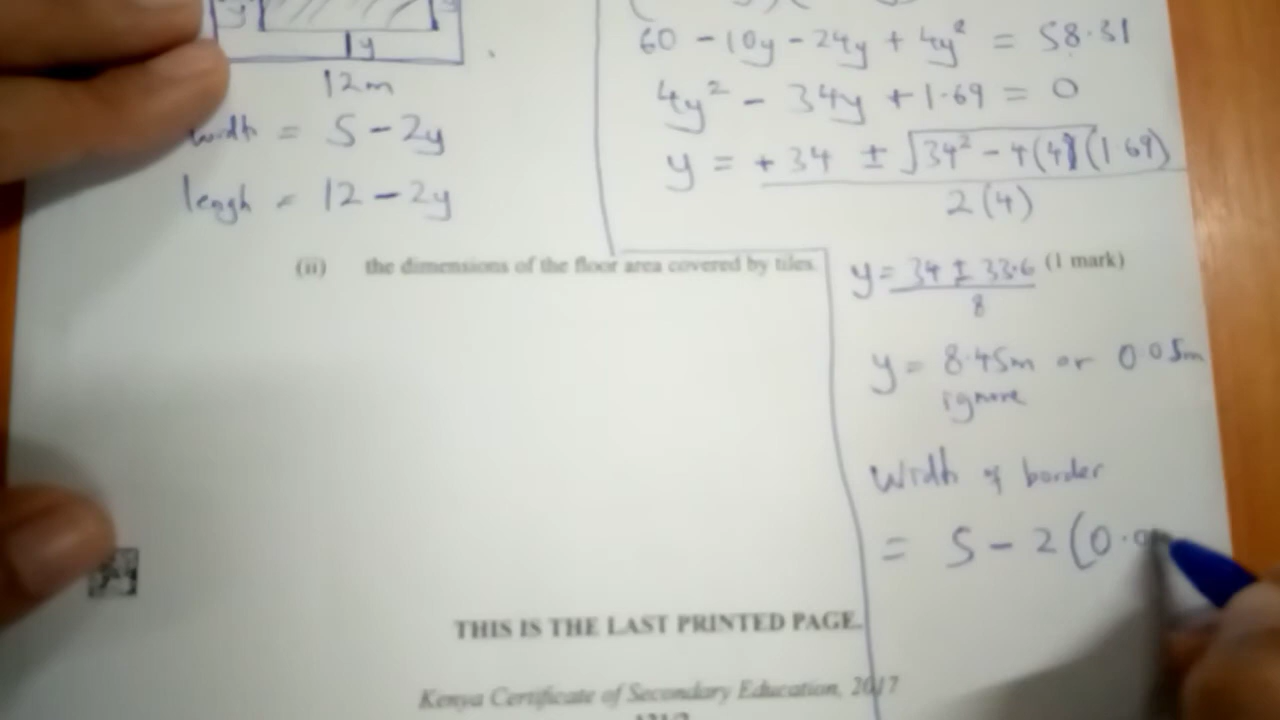 y
1y
12m
width = 5 - 2y
lengh = 12 - 2y
60 - 10y - 24y + 4y² = 58.31
4y² - 34y + 1.69 = 0
y = +34 ± √34² - 4(4)(1.69)
2(4)
(ii) the dimensions of the floor area covered by tiles. (1 mark)
y = 34 ± 33.6
8
y = 8.45m or 0.05m
ignore
Width of border
= 5 - 2(0.0
THIS IS THE LAST PRINTED PAGE.
Kenya Certificate of Secondary Education, 2017